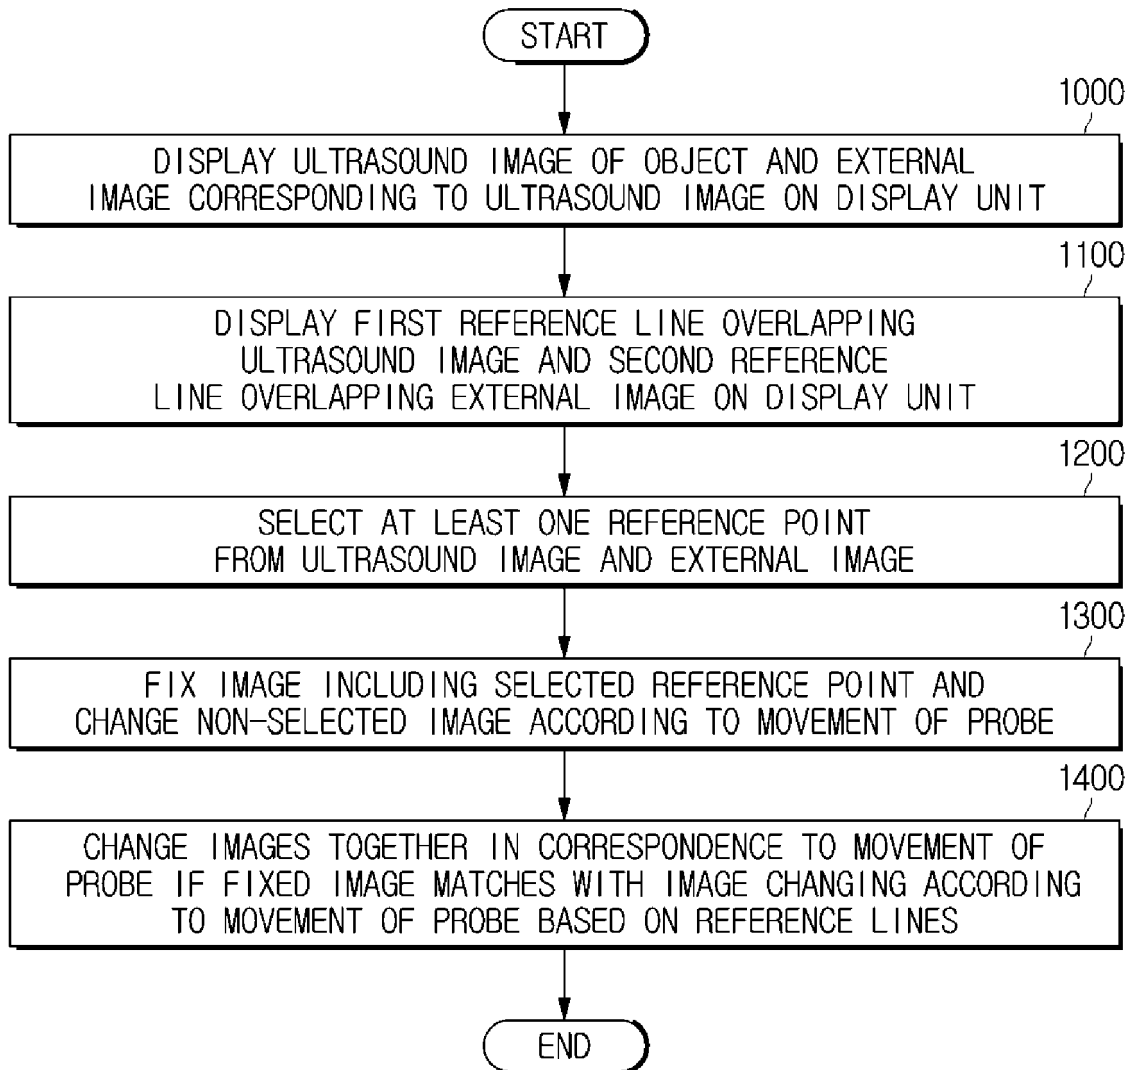 START
1000
DISPLAY ULTRASOUND IMAGE OF OBJECT AND EXTERNAL
IMAGE CORRESPONDING TO ULTRASOUND IMAGE ON DISPLAY UNIT
1100
DISPLAY FIRST REFERENCE LINE OVERLAPPING
ULTRASOUND IMAGE AND SECOND REFERENCE
LINE OVERLAPPING EXTERNAL IMAGE ON DISPLAY UNIT
1200
SELECT AT LEAST ONE REFERENCE POINT
FROM ULTRASOUND IMAGE AND EXTERNAL IMAGE
1300
FIX IMAGE INCLUDING SELECTED REFERENCE POINT AND
CHANGE NON-SELECTED IMAGE ACCORDING TO MOVEMENT OF PROBE
1400
CHANGE IMAGES TOGETHER IN CORRESPONDENCE TO MOVEMENT OF
PROBE IF FIXED IMAGE MATCHES WITH IMAGE CHANGING ACCORDING
TO MOVEMENT OF PROBE BASED ON REFERENCE LINES
END